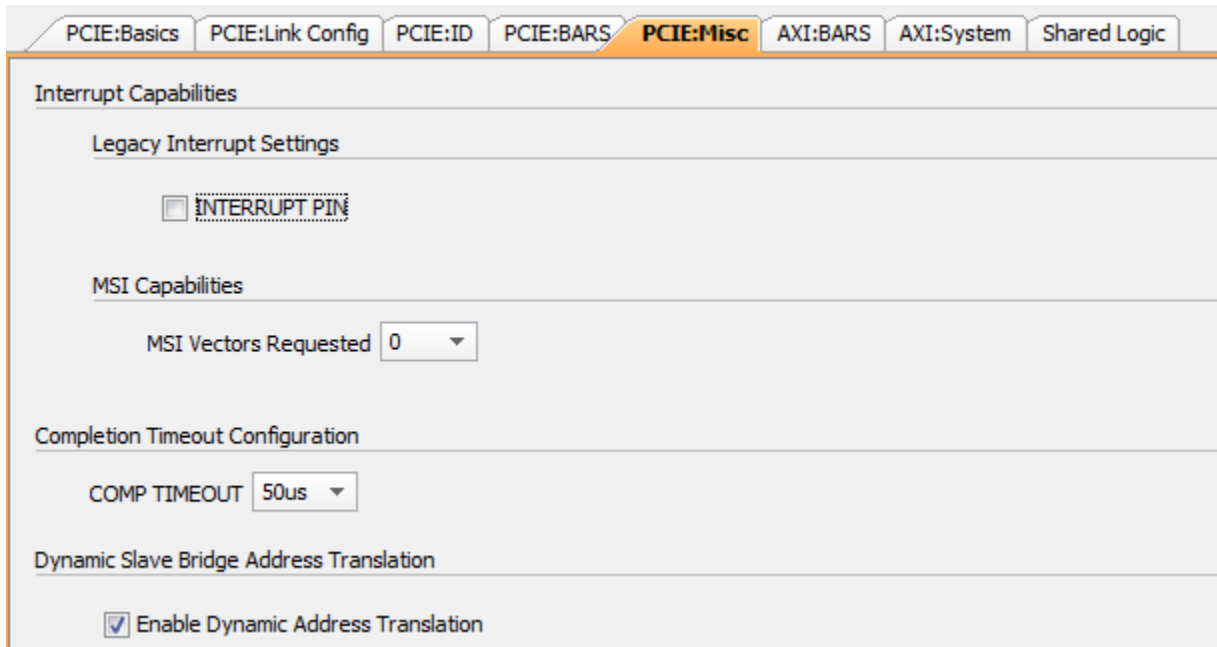 PCIE:Basics PCIE:Link Config PCIE:ID PCIE:BARS PCIE:Misc AXI:BARS AXI:System Shared Logic
Interrupt Capabilities
Legacy Interrupt Settings
INTERRUPT PIN
MSI Capabilities
MSI Vectors Requested 0
Completion Timeout Configuration
COMP TIMEOUT 50us
Dynamic Slave Bridge Address Translation
Enable Dynamic Address Translation